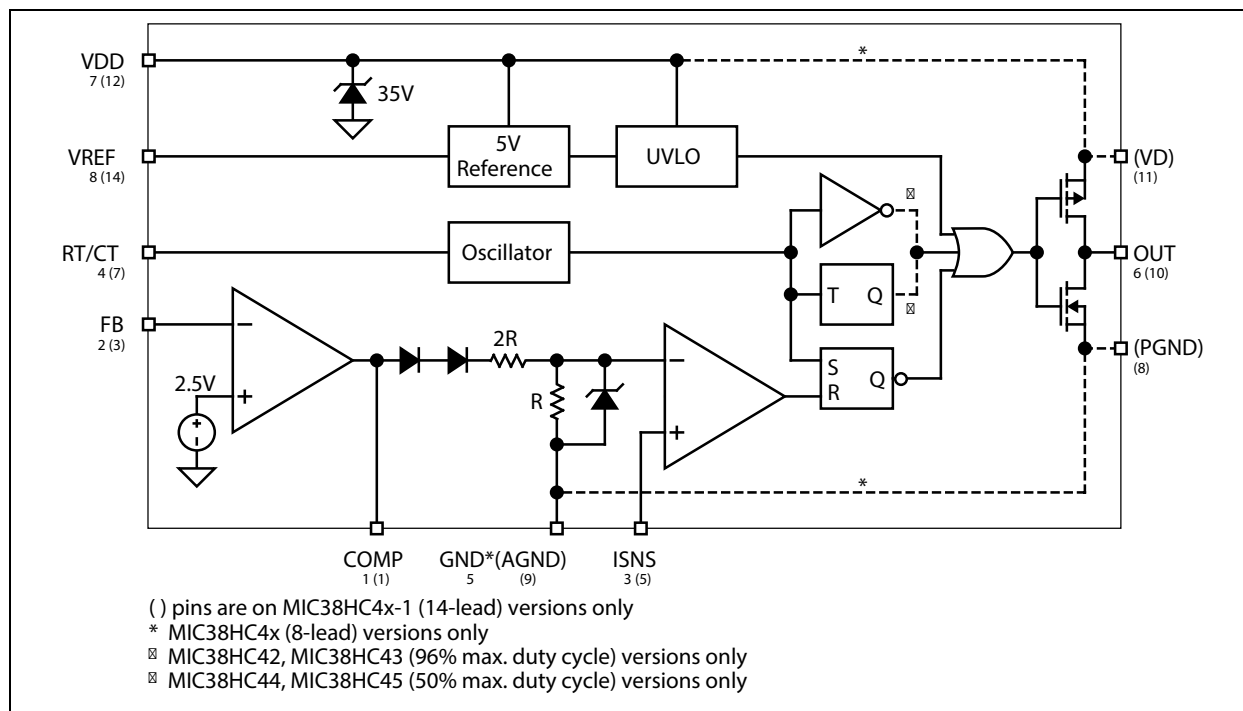 VDD
7 (12)
*
35V
VREF
8 (14)
5V
Reference
UVLO
(VD)
(11)
RT/CT
4 (7)
Oscillator
T Q
OUT
6 (10)
FB
2 (3)
2.5V
2R
R
S
R
Q
(PGND)
(8)
*
COMP
1 (1)
GND*(AGND)
5 (9)
ISNS
3 (5)
( ) pins are on MIC38HC4x-1 (14-lead) versions only
* MIC38HC4x (8-lead) versions only
MIC38HC42, MIC38HC43 (96% max. duty cycle) versions only
MIC38HC44, MIC38HC45 (50% max. duty cycle) versions only